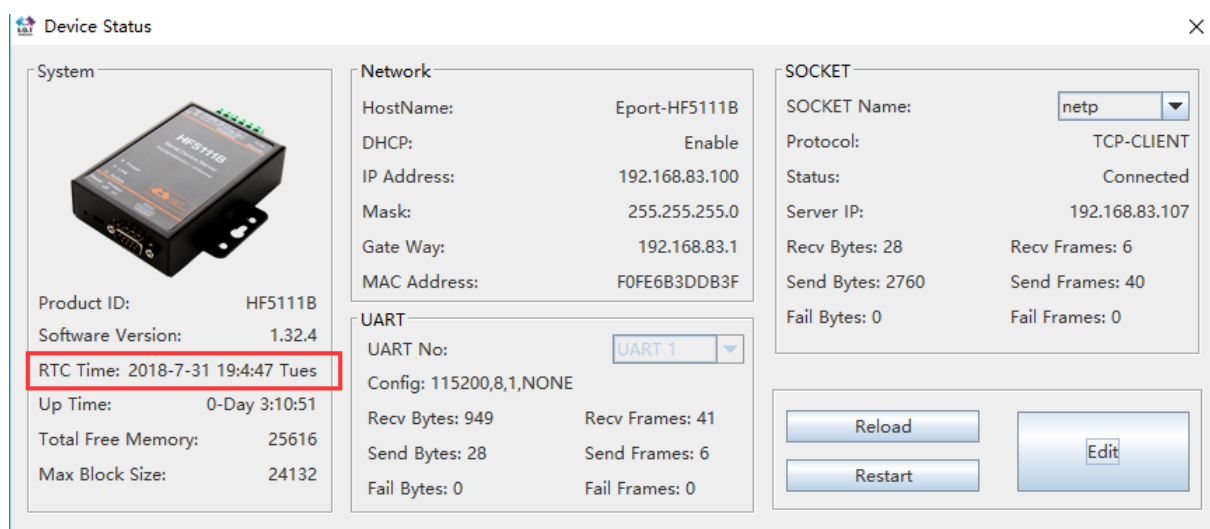 Device Status
System
HF5111B
Serial Device Server
Product ID: HF5111B
Software Version: 1.32.4
RTC Time: 2018-7-31 19:4:47 Tues
Up Time: 0-Day 3:10:51
Total Free Memory: 25616
Max Block Size: 24132
Network
HostName: Eport-HF5111B
DHCP: Enable
IP Address: 192.168.83.100
Mask: 255.255.255.0
Gate Way: 192.168.83.1
MAC Address: F0FE6B3DDB3F
UART
UART No: UART 1
Config: 115200,8,1,NONE
Recv Bytes: 949 Recv Frames: 41
Send Bytes: 28 Send Frames: 6
Fail Bytes: 0 Fail Frames: 0
SOCKET
SOCKET Name: netp
Protocol: TCP-CLIENT
Status: Connected
Server IP: 192.168.83.107
Recv Bytes: 28 Recv Frames: 6
Send Bytes: 2760 Send Frames: 40
Fail Bytes: 0 Fail Frames: 0
Reload
Restart
Edit